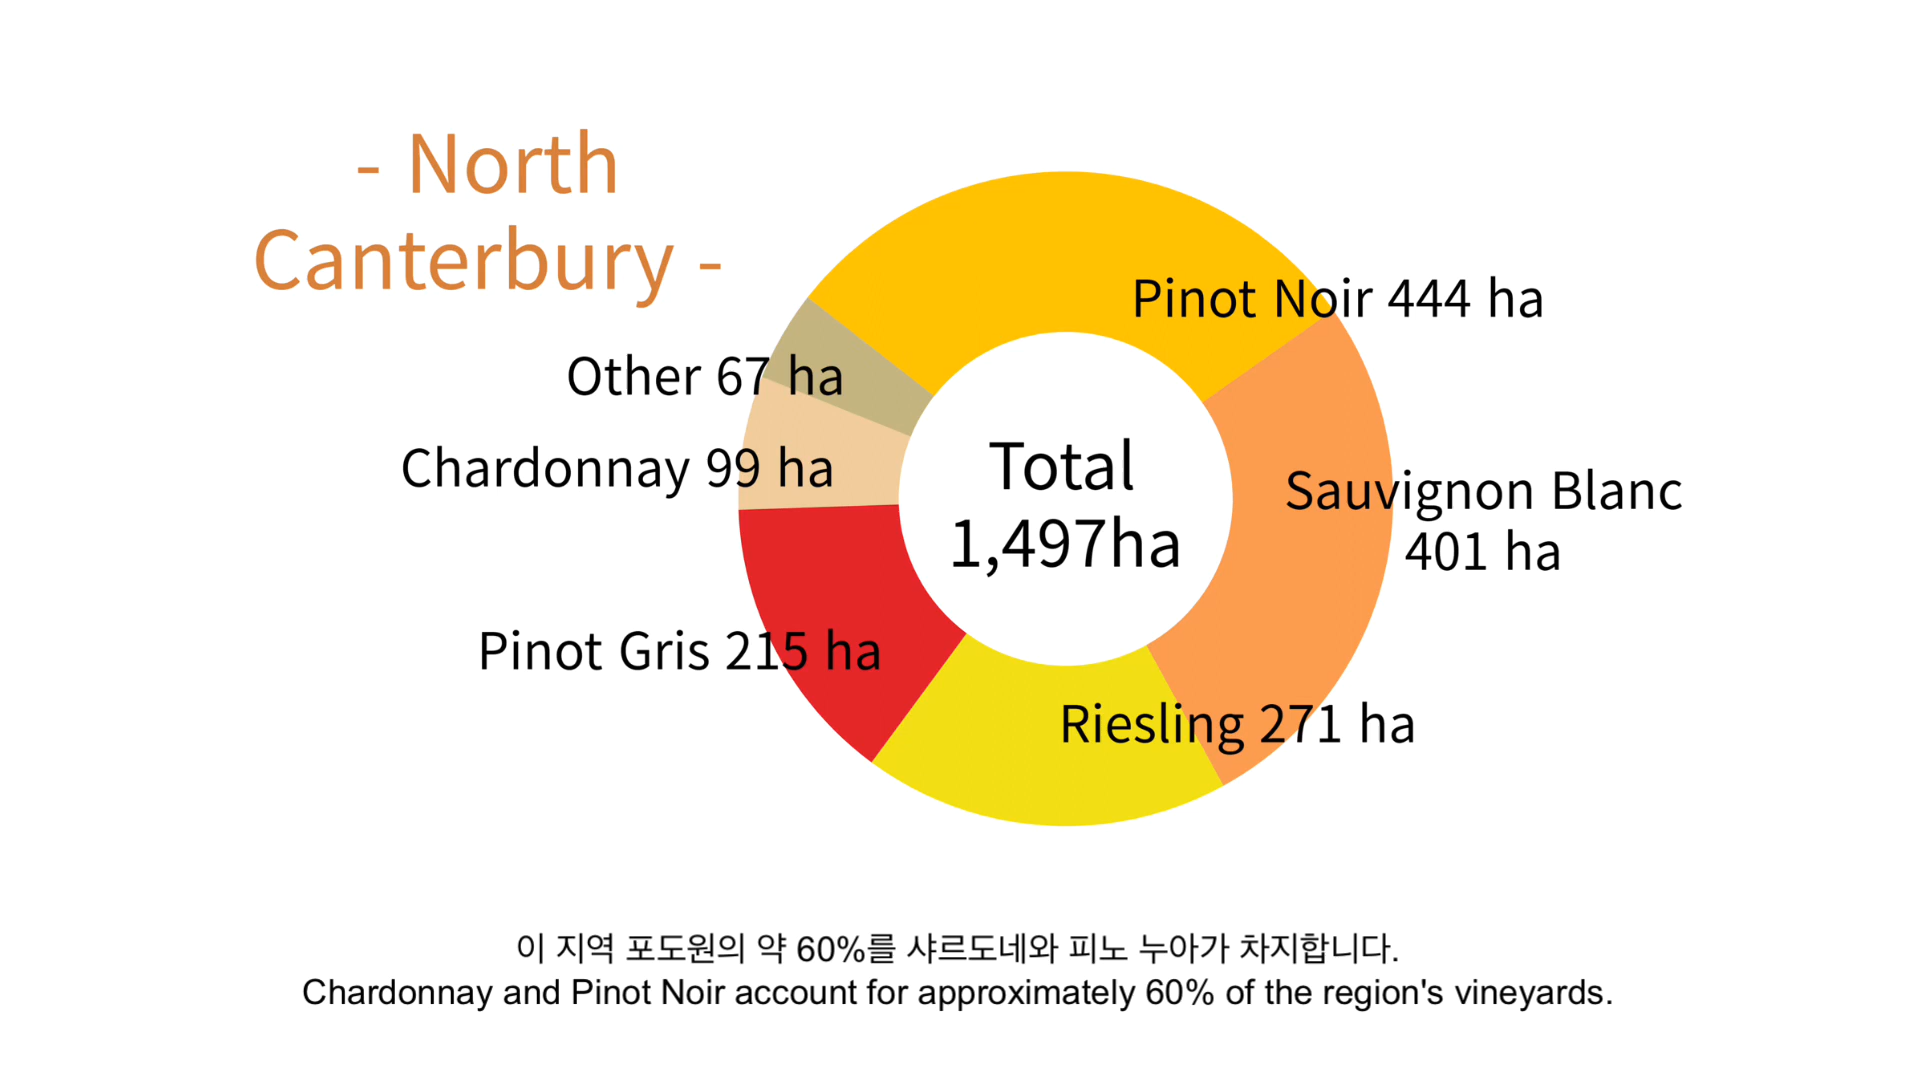 - North
Canterbury -
Pinot Noir 444 ha
Other 67 ha
Chardonnay 99 ha
Total
1,497ha
Sauvignon Blanc
401 ha
Pinot Gris 215 ha
Riesling 271 ha
이 지역 포도원의 약 60%를 샤르도네와 피노 누아가 차지합니다.
Chardonnay and Pinot Noir account for approximately 60% of the region's vineyards.